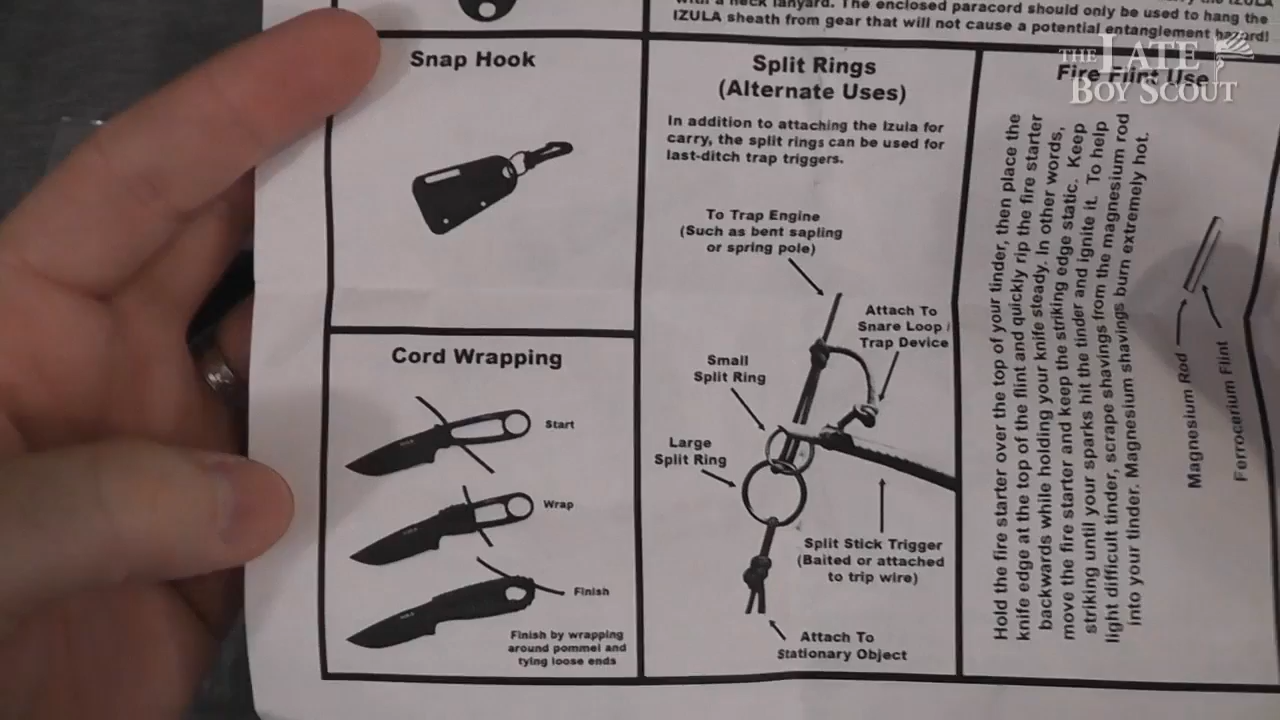 with a neck lanyard. The enclosed paracord should only be used to hang the
IZULA sheath from gear that will not cause a potential entanglement hazard!
Snap Hook
Cord Wrapping
Start
Wrap
Finish
Finish by wrapping
around pommel and
tying loose ends
Split Rings
(Alternate Uses)
In addition to attaching the Izula for
carry, the split rings can be used for
last-ditch trap triggers.
To Trap Engine
(Such as bent sapling
or spring pole)
Attach To
Snare Loop /
Trap Device
Small
Split Ring
Large
Split Ring
Split Stick Trigger
(Baited or attached
to trip wire)
Attach To
Stationary Object
Fire Flint Use
Hold the fire starter over the top of your tinder, then place the
knife edge at the top of the flint and quickly rip the fire starter
backwards while holding your knife steady. In other words,
move the fire starter and keep the striking edge static. Keep
striking until your sparks hit the tinder and ignite it. To help
light difficult tinder, scrape shavings from the magnesium rod
into your tinder. Magnesium shavings burn extremely hot.
Magnesium Rod
Ferrocerium Flint
THE LATE
BOY SCOUT